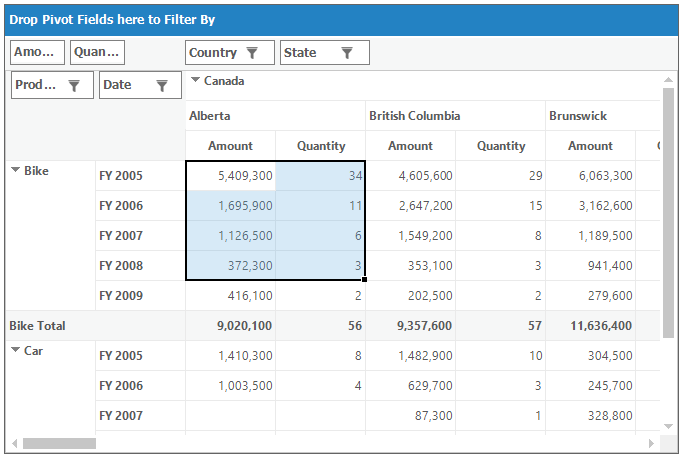 Drop Pivot Fields here to Filter By
Amo... Quan... Country State
Prod ... Date Canada
Alberta British Columbia Brunswick
Amount Quantity Amount Quantity Amount
Bike FY 2005 5,409,300 34 4,605,600 29 6,063,300
FY 2006 1,695,900 11 2,647,200 15 3,162,600
FY 2007 1,126,500 6 1,549,200 8 1,189,500
FY 2008 372,300 3 353,100 3 941,400
FY 2009 416,100 2 202,500 2 279,600
Bike Total 9,020,100 56 9,357,600 57 11,636,400
Car FY 2005 1,410,300 8 1,482,900 10 304,500
FY 2006 1,003,500 4 629,700 3 245,700
FY 2007 87,300 1 328,800